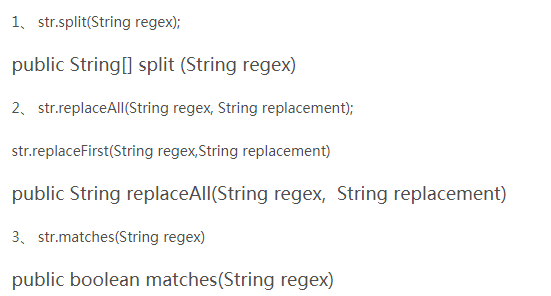 1、 str.split(String regex);
public String[] split (String regex)
2、 str.replaceAll(String regex, String replacement);
str.replaceFirst(String regex,String replacement)
public String replaceAll(String regex,  String replacement)
3、 str.matches(String regex)
public boolean matches(String regex)